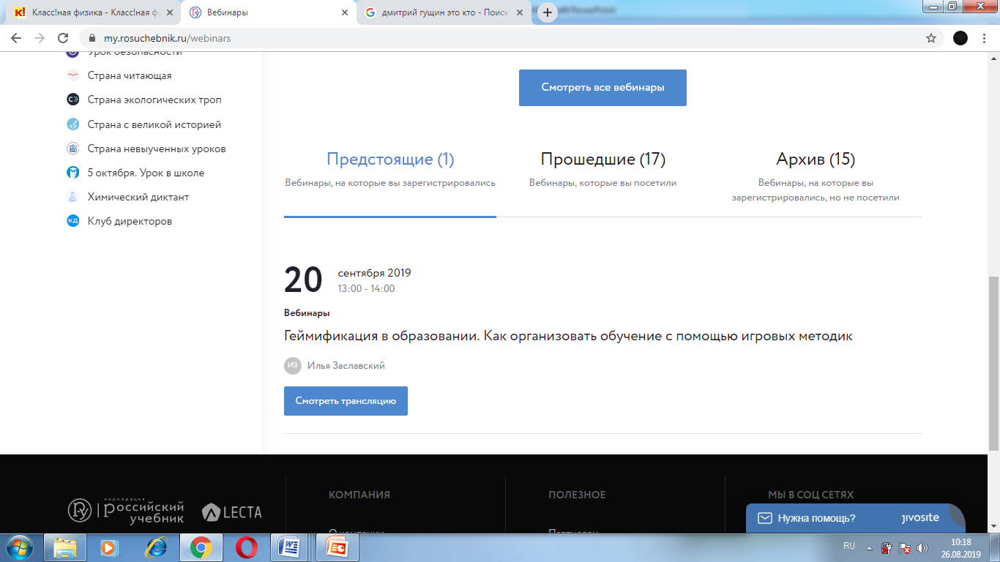 Класс!ная физика - Класс!ная ф
Вебинары
дмитрий гущин это кто - Поиск
my.rosuchebnik.ru/webinars
Урок безопасности
Страна читающая
СЭ Страна экологических троп
Страна с великой историей
Страна невыученных уроков
5 октября. Урок в школе
Химический диктант
КД Клуб директоров
Смотреть все вебинары
Предстоящие (1)
Вебинары, на которые вы зарегистрировались
Прошедшие (17)
Вебинары, которые вы посетили
Архив (15)
Вебинары, на которые вы
зарегистрировались, но не посетили
20
сентября 2019
13:00 - 14:00
Вебинары
Геймификация в образовании. Как организовать обучение с помощью игровых методик
ИЗ Илья Заславский
Смотреть трансляцию
корпорация
российский
учебник
LECTA
КОМПАНИЯ
О компании
ПОЛЕЗНОЕ
Партнерам
МЫ В СОЦ СЕТЯХ
Нужна помощь?
jivosite
RU
10:18
26.08.2019